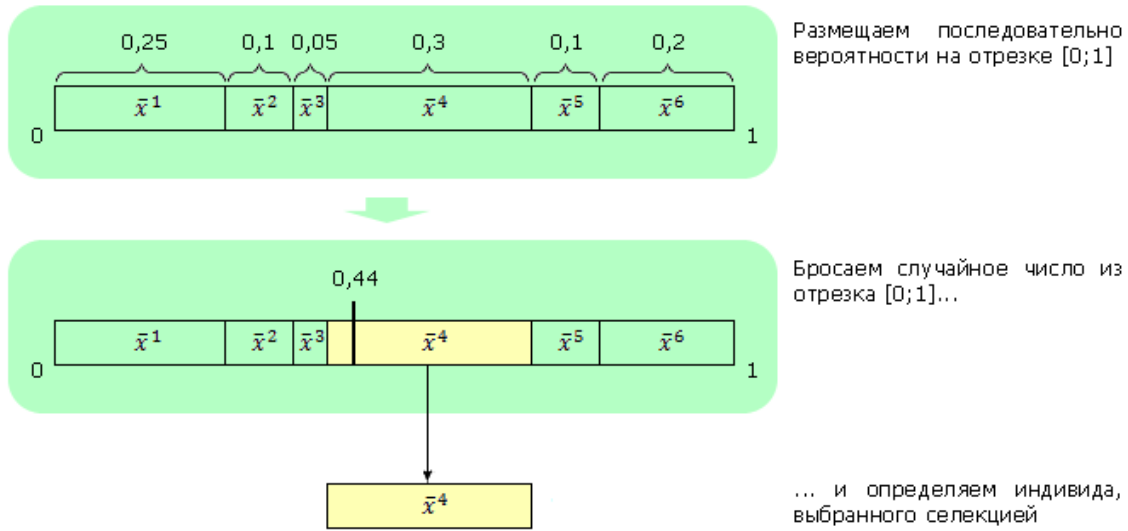 0,25 0,1 0,05 0,3 0,1 0,2
x̄¹ x̄² x̄³ x̄⁴ x̄⁵ x̄⁶
0 1
Размещаем последовательно
вероятности на отрезке [0;1]
0,44
x̄¹ x̄² x̄³ x̄⁴ x̄⁵ x̄⁶
0 1
Бросаем случайное число из
отрезка [0;1]...
x̄⁴
... и определяем индивида,
выбранного селекцией